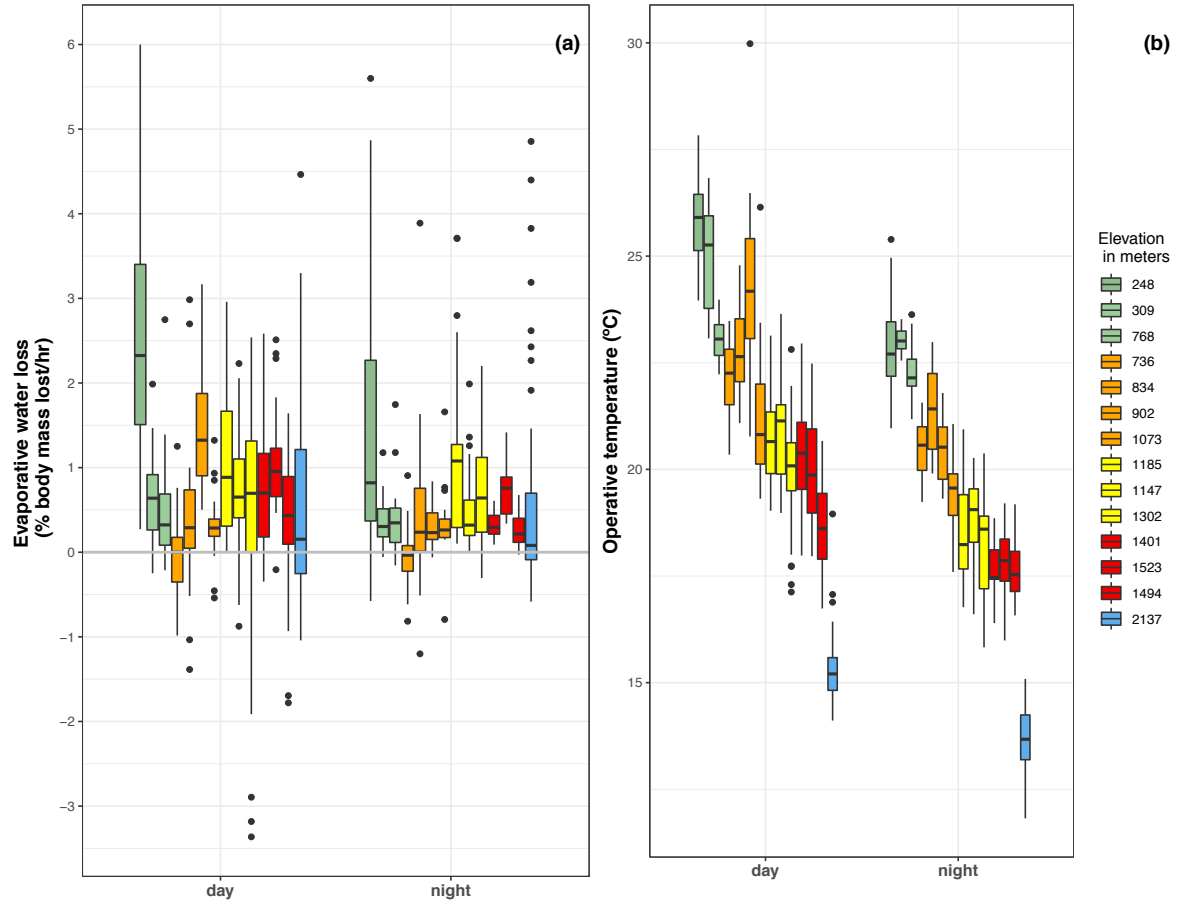 (a)
6
5
4
3
2
1
0
−1
−2
−3
Evaporative water loss
(% body mass lost/hr)
day
night
(b)
30
25
20
15
Operative temperature (ºC)
day
night
Elevation
in meters
248
309
768
736
834
902
1073
1185
1147
1302
1401
1523
1494
2137